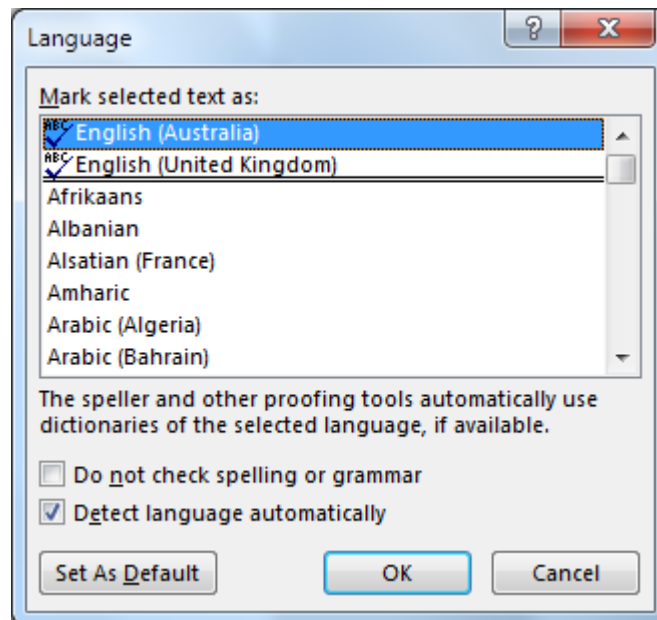 Language
Mark selected text as:
ABC English (Australia)
ABC English (United Kingdom)
Afrikaans
Albanian
Alsatian (France)
Amharic
Arabic (Algeria)
Arabic (Bahrain)
The speller and other proofing tools automatically use
dictionaries of the selected language, if available.
Do not check spelling or grammar
Detect language automatically
Set As Default OK Cancel